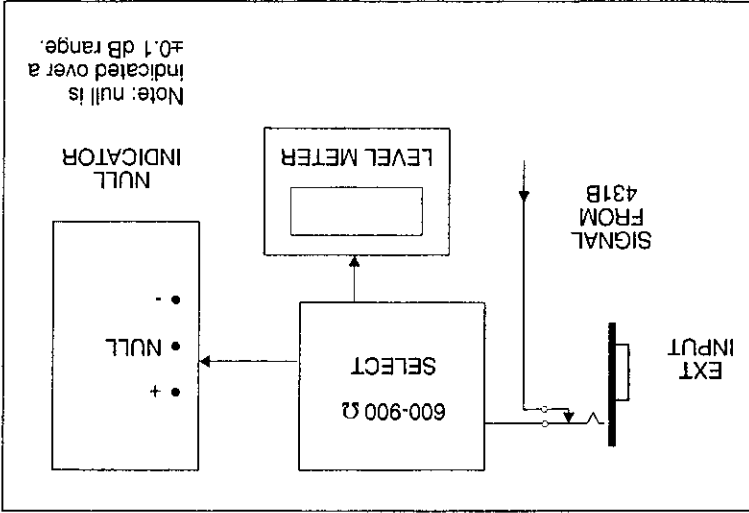 EXT
INPUT
600-900 Ω
SELECT
+
NULL
-
SIGNAL
FROM
431B
LEVEL METER
NULL
INDICATOR
Note: null is
indicated over a
±0.1 dB range.